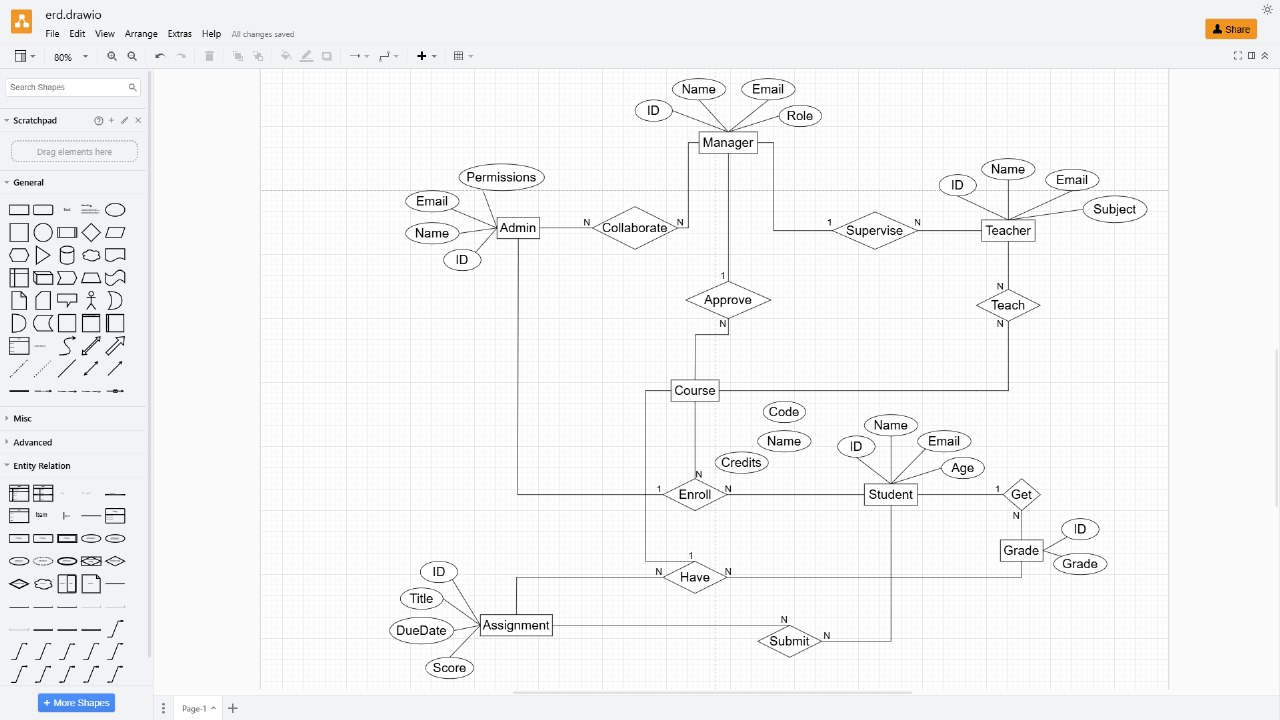 erd.drawio
File Edit View Arrange Extras Help All changes saved
Share
80%
Search Shapes
Scratchpad
Drag elements here
General
Misc
Advanced
Entity Relation
Item
+ More Shapes
Page-1
Name Email
ID Role
Manager
Permissions
Email
Name
ID
Admin
N Collaborate N
1 Supervise N
Name
ID Email
Subject
Teacher
1
Approve
N
N
Teach
N
Course
Code
Name
Credits
Name
ID Email
Age
N
1 Enroll N
Student
1 Get
N
ID
Grade
Grade
1
N Have N
ID
Title
DueDate
Score
Assignment
N
Submit N